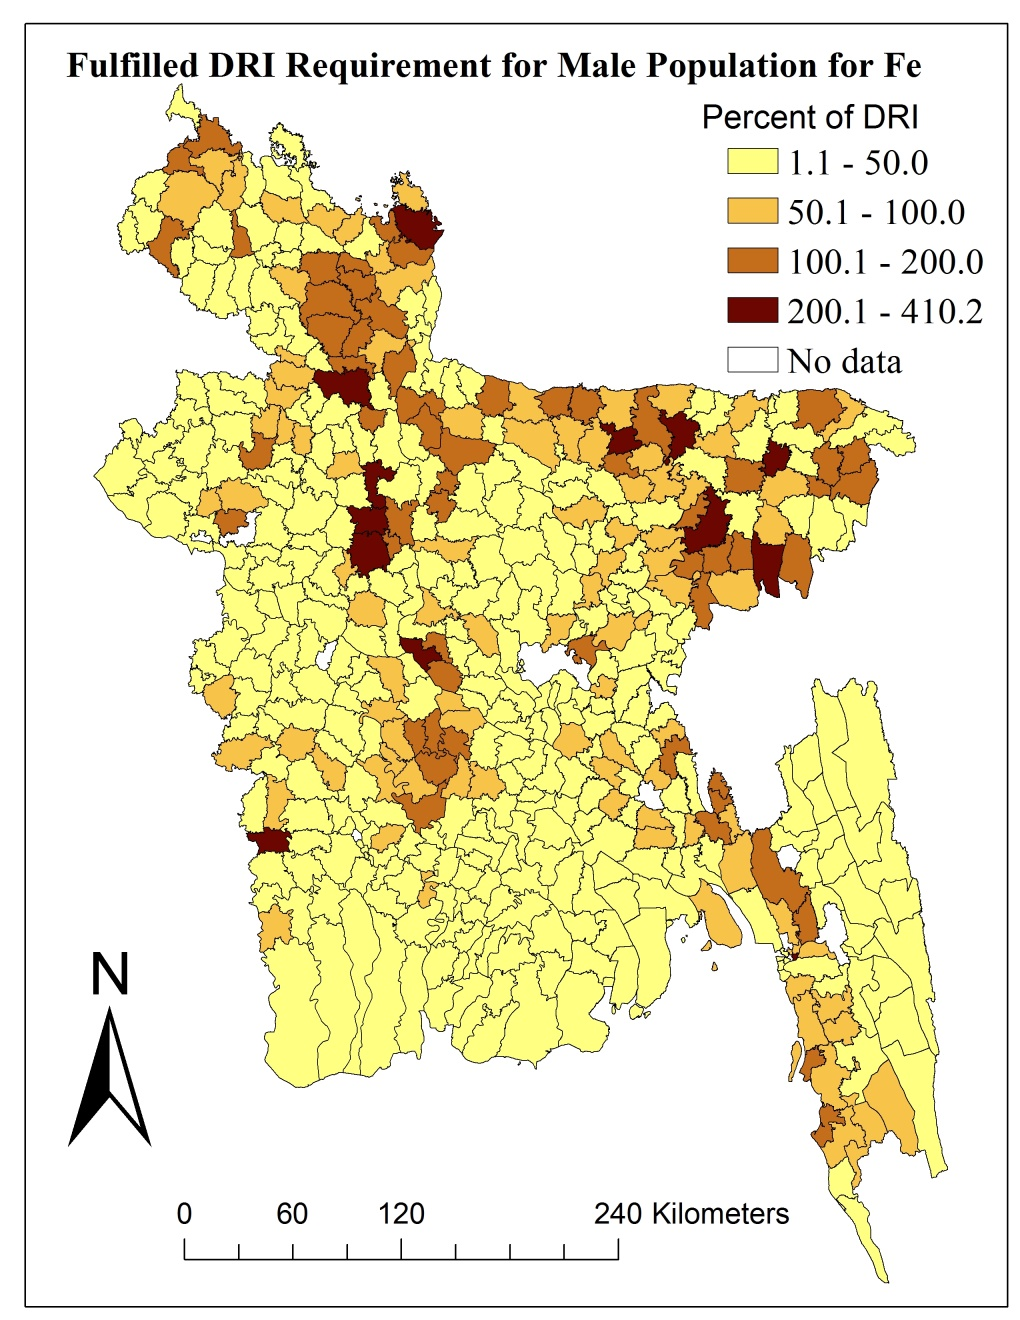 Fulfilled DRI Requirement for Male Population for Fe
Percent of DRI
1.1 - 50.0
50.1 - 100.0
100.1 - 200.0
200.1 - 410.2
No data
N
0 60 120 240 Kilometers